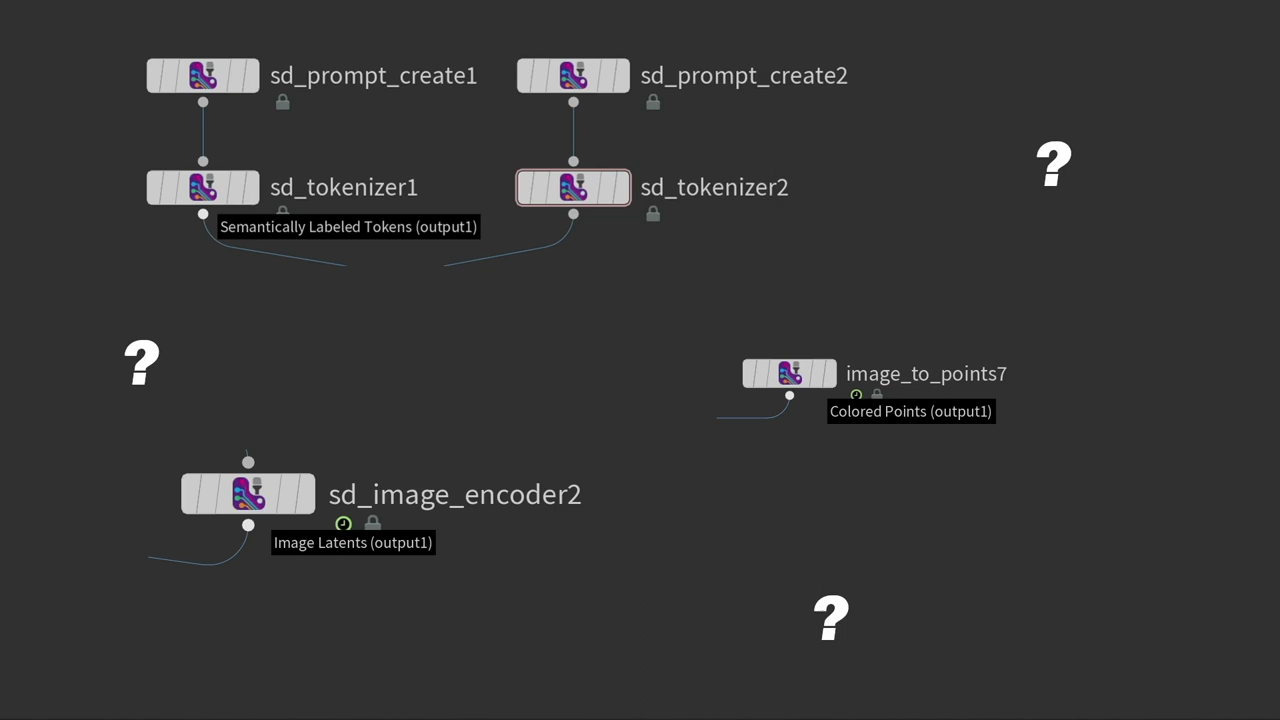 sd_prompt_create1
sd_prompt_create2
?
sd_tokenizer1
sd_tokenizer2
Semantically Labeled Tokens (output1)
?
image_to_points7
Colored Points (output1)
sd_image_encoder2
Image Latents (output1)
?